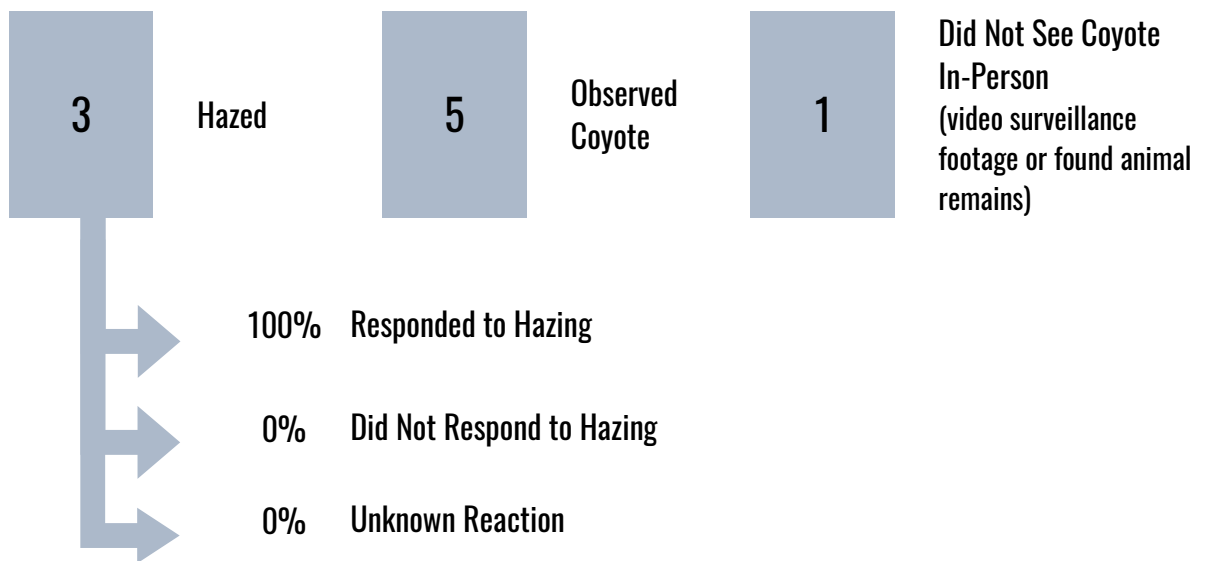 3
Hazed
5
Observed
Coyote
1
Did Not See Coyote
In-Person
(video surveillance
footage or found animal
remains)
100% Responded to Hazing
0% Did Not Respond to Hazing
0% Unknown Reaction